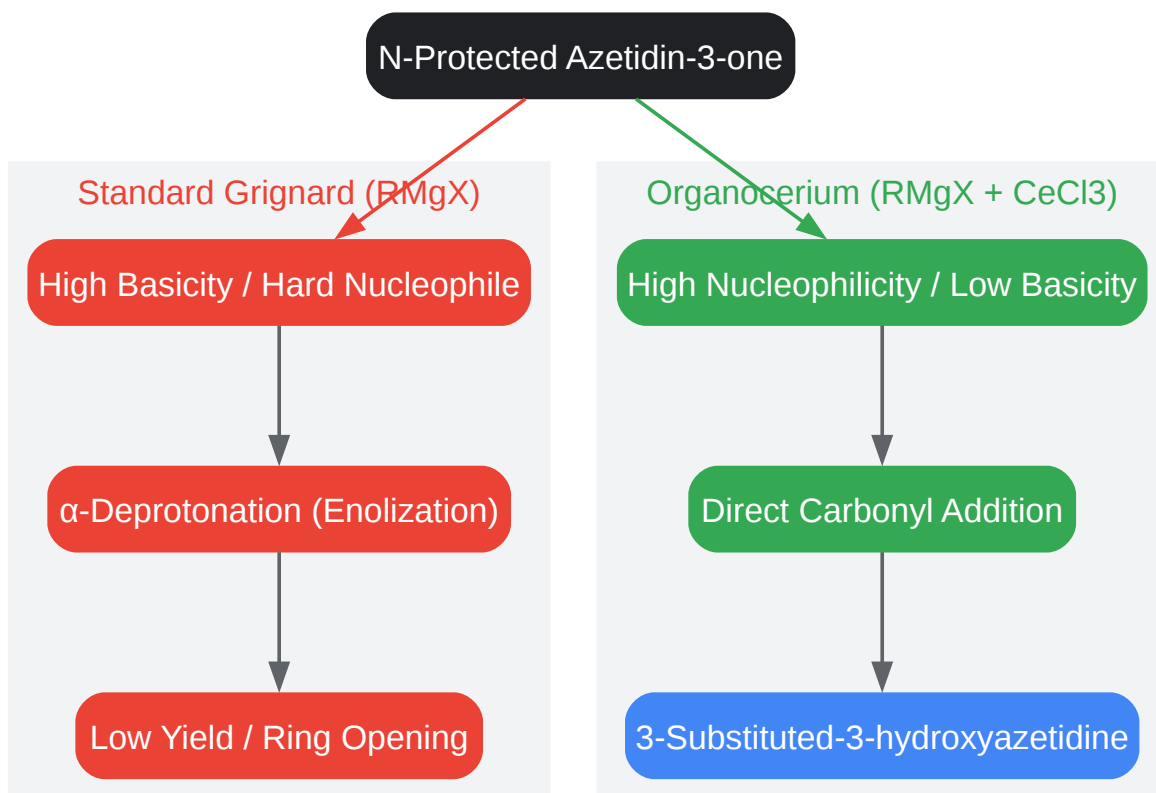 N-Protected Azetidin-3-one
Standard Grignard (RMgX)
High Basicity / Hard Nucleophile
α-Deprotonation (Enolization)
Low Yield / Ring Opening
Organocerium (RMgX + CeCl3)
High Nucleophilicity / Low Basicity
Direct Carbonyl Addition
3-Substituted-3-hydroxyazetidine